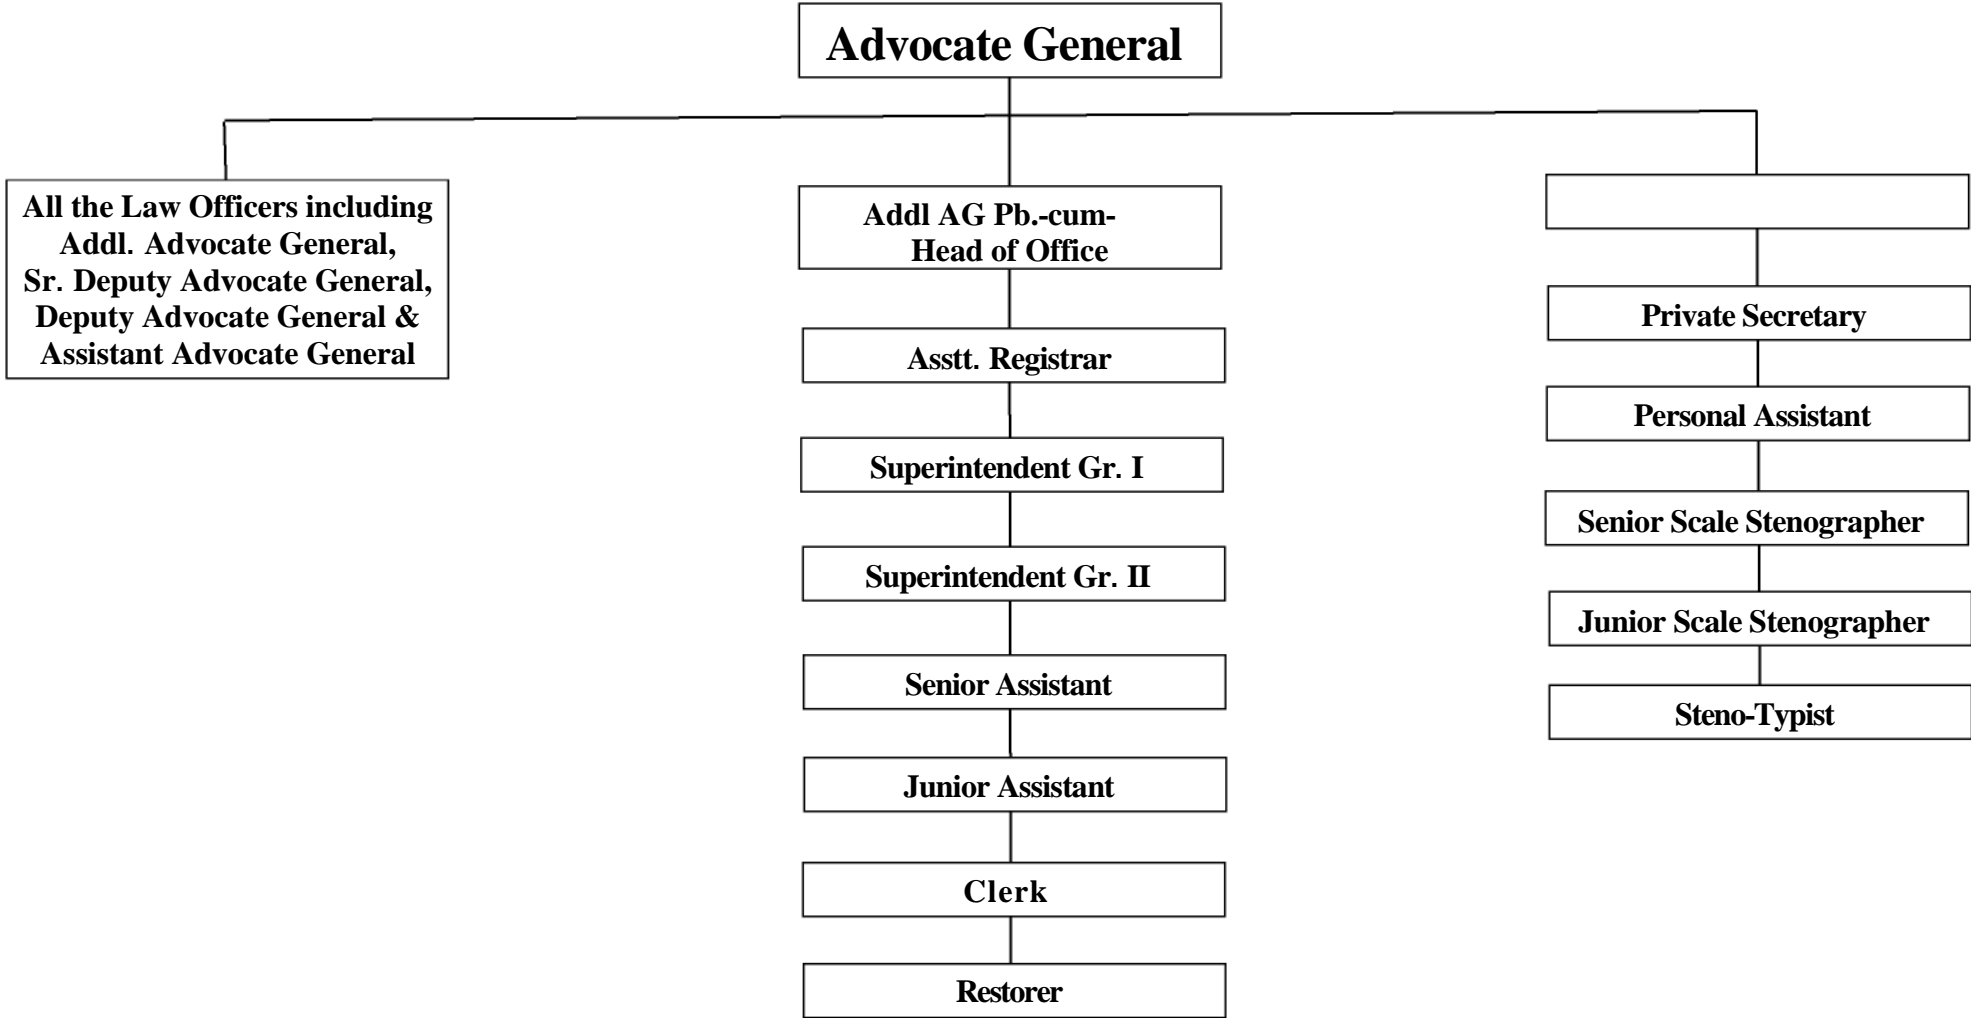 Advocate General
All the Law Officers including
Addl. Advocate General,
Sr. Deputy Advocate General,
Deputy Advocate General &
Assistant Advocate General
Addl AG Pb.-cum-
Head of Office
Asstt. Registrar
Superintendent Gr. I
Superintendent Gr. II
Senior Assistant
Junior Assistant
Clerk
Restorer
Private Secretary
Personal Assistant
Senior Scale Stenographer
Junior Scale Stenographer
Steno-Typist